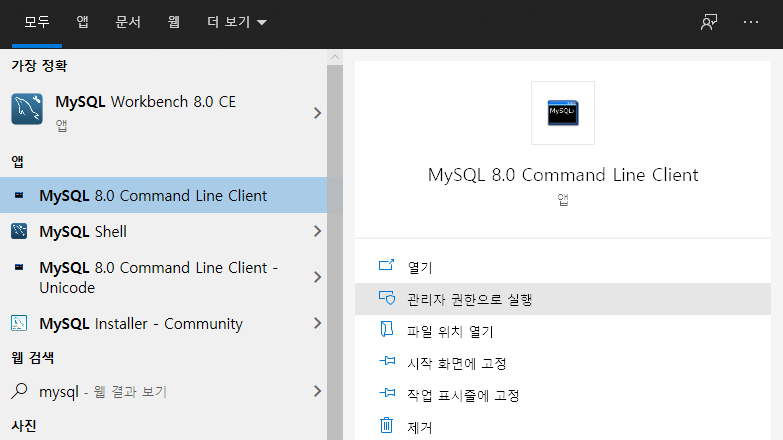 모두 앱 문서 웹 더 보기
가장 정확
MySQL Workbench 8.0 CE
앱
앱
MySQL 8.0 Command Line Client
MySQL Shell
MySQL 8.0 Command Line Client -
Unicode
MySQL Installer - Community
웹 검색
mysql - 웹 결과 보기
사진
MySQL>
MySQL 8.0 Command Line Client
앱
열기
관리자 권한으로 실행
파일 위치 열기
시작 화면에 고정
작업 표시줄에 고정
제거